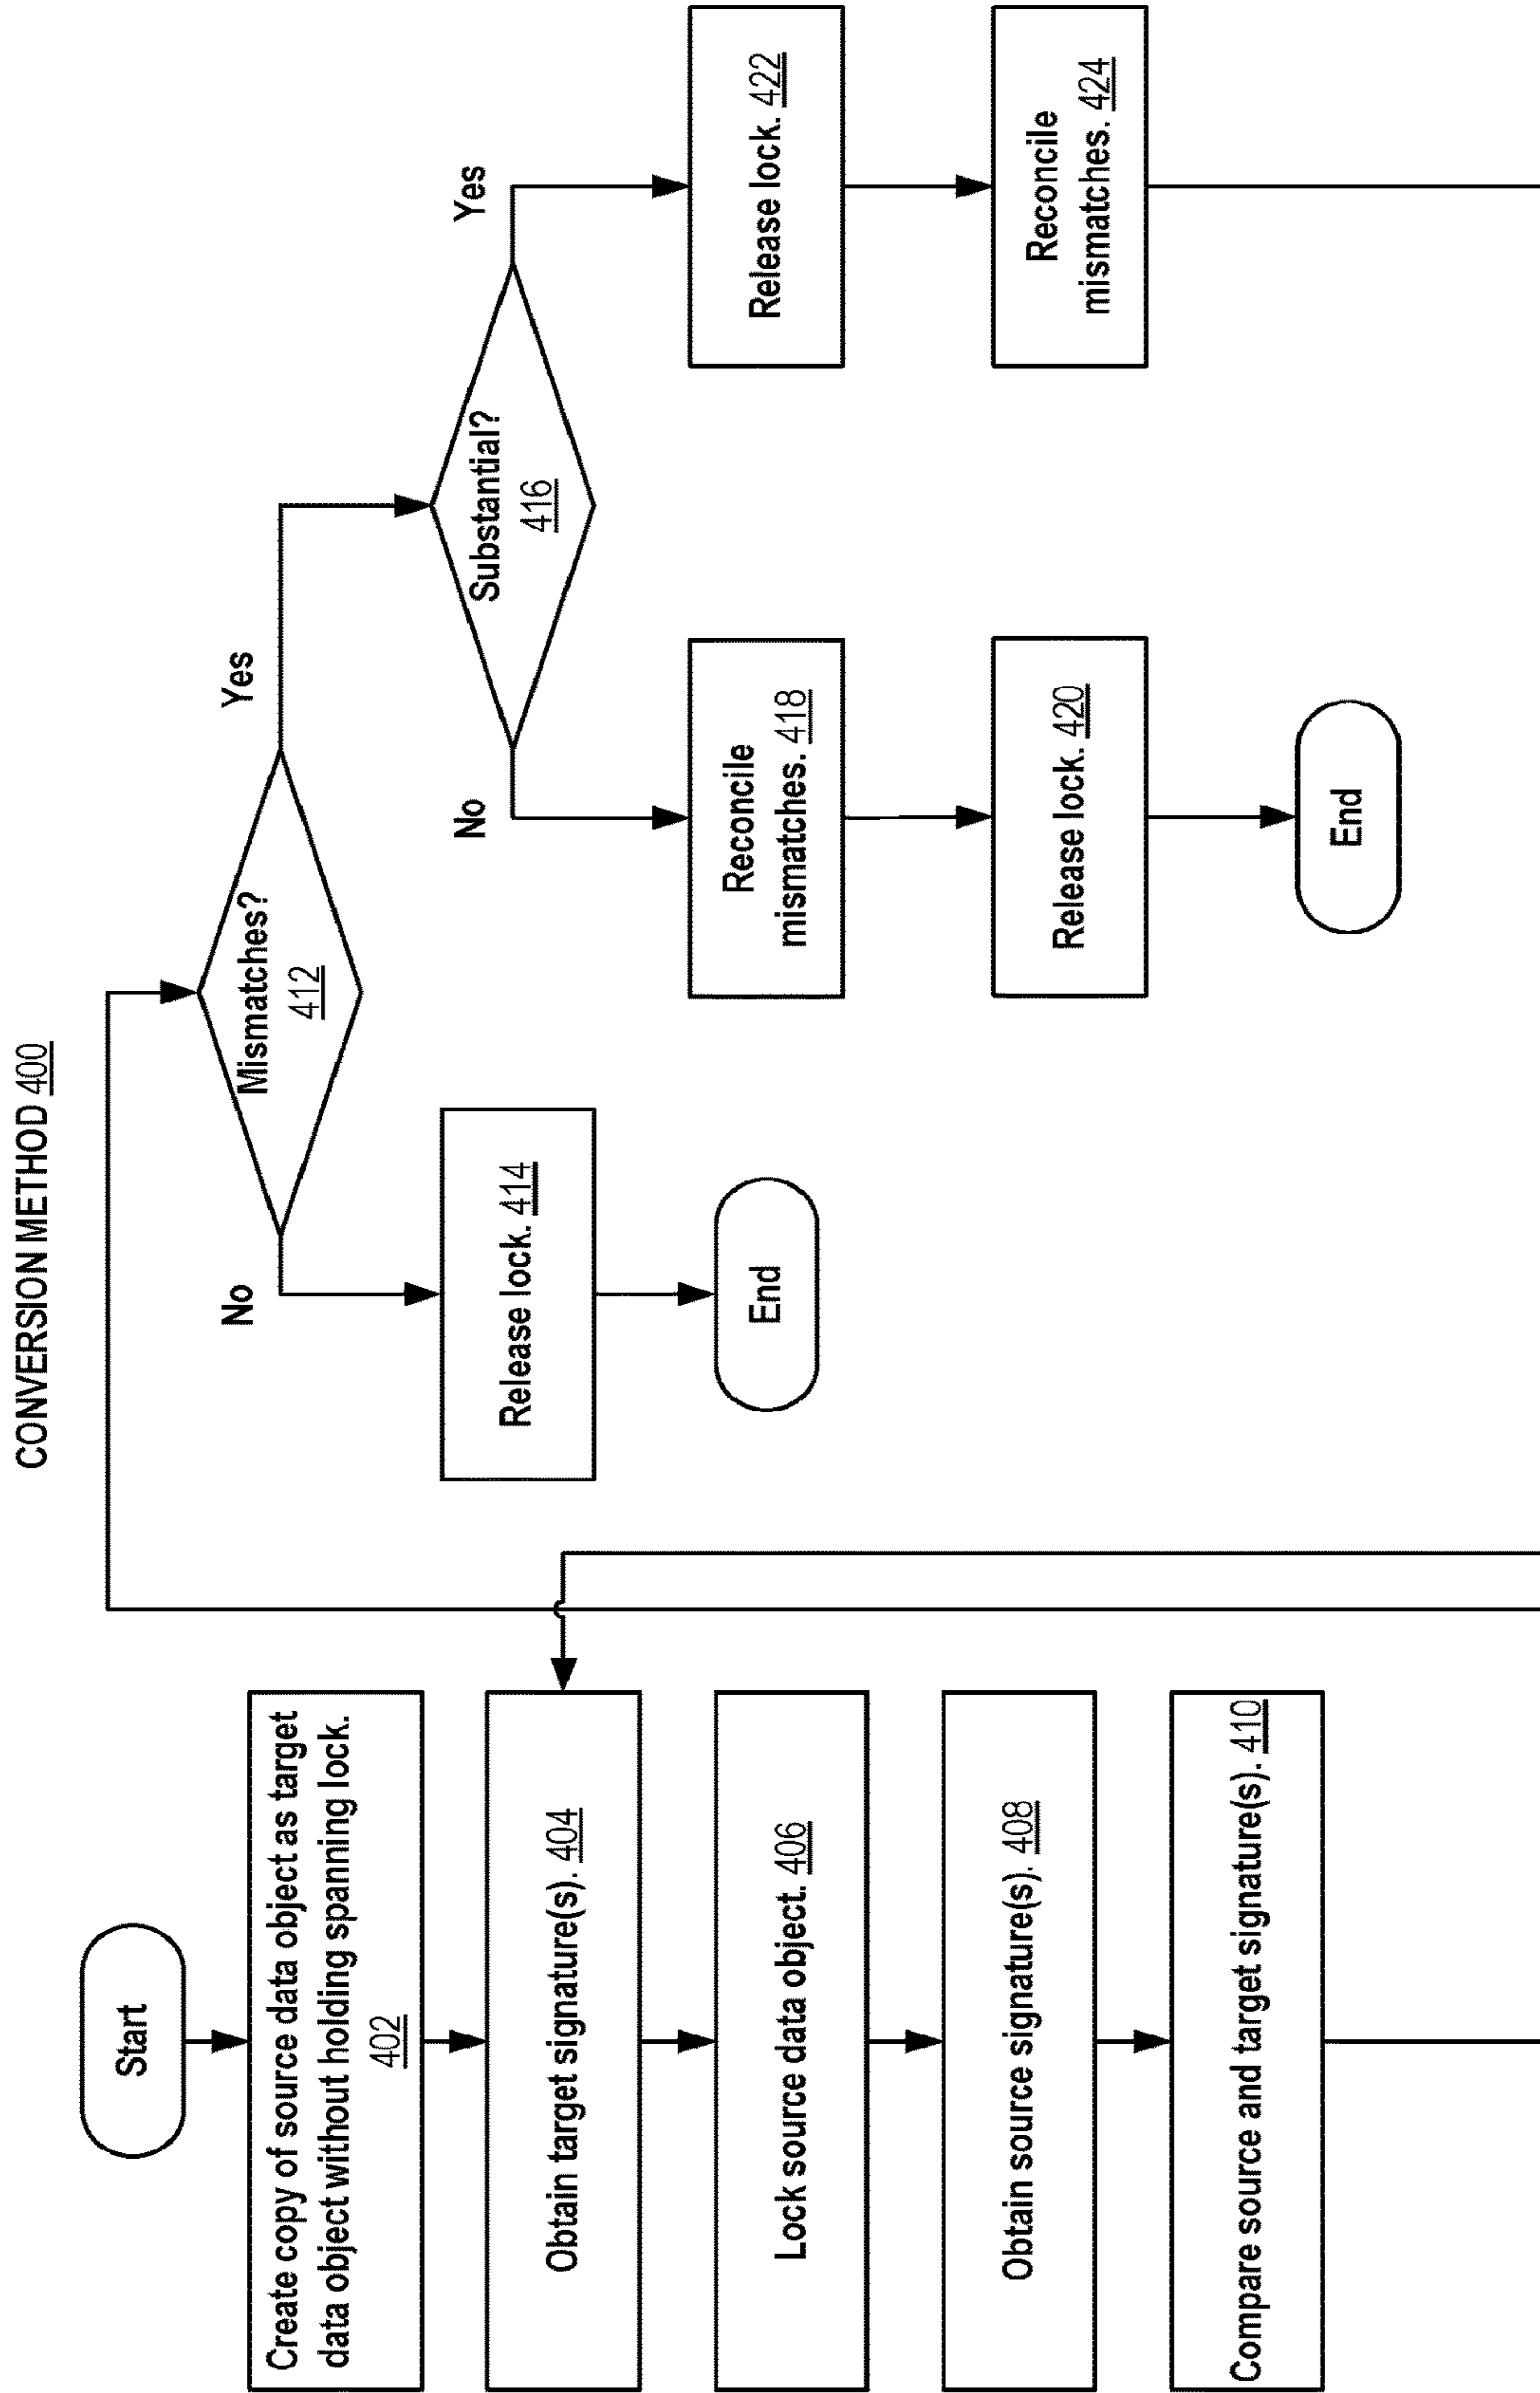 CONVERSION METHOD 400
Start
Create copy of source data object as target
data object without holding spanning lock.
402
Obtain target signature(s). 404
Lock source data object. 406
Obtain source signature(s). 408
Compare source and target signature(s). 410
Mismatches?
412
No
Yes
Release lock. 414
End
Substantial?
416
No
Yes
Reconcile
mismatches. 418
Release lock. 420
End
Release lock. 422
Reconcile
mismatches. 424